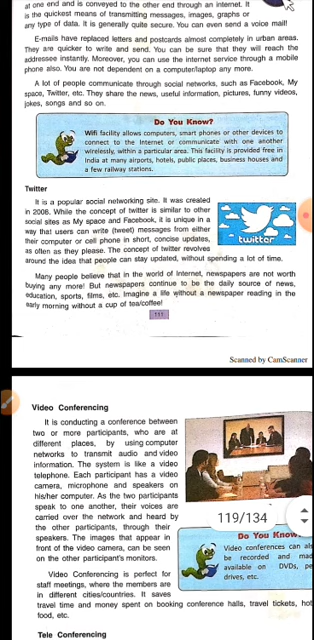 at one end and is conveyed to the other end through an internet. It
is the quickest means of transmitting messages, images, graphs or
any type of data. It is generally quite secure. You can even send a voice mail!
E-mails have replaced letters and postcards almost completely in urban areas.
They are quicker to write and send. You can be sure that they will reach the
addressee instantly. Moreover, you can use the internet service through a mobile
phone also. You are not dependent on a computer/laptop any more.
A lot of people communicate through social networks, such as Facebook, My
space, Twitter, etc. They share the news, useful information, pictures, funny videos,
jokes, songs and so on.
Do You Know?
Wifi facility allows computers, smart phones or other devices to
connect to the Internet or communicate with one another
wirelessly, within a particular area. This facility is provided free in
India at many airports, hotels, public places, business houses and
a few railway stations.
Twitter
It is a popular social networking site. It was created
in 2006. While the concept of twitter is similar to other
social sites as My space and Facebook, it is unique in a
way that users can write (tweet) messages from either
their computer or cell phone in short, concise updates,
as often as they please. The concept of twitter revolves
around the idea that people can stay updated, without spending a lot of time.
twitter
Many people believe that in the world of Internet, newspapers are not worth
buying any more! But newspapers continue to be the daily source of news,
education, sports, films, etc. Imagine a life without a newspaper reading in the
early morning without a cup of tea/coffee!
Scanned by CamScanner
Video Conferencing
It is conducting a conference between
two or more participants, who are at
different places, by using computer
networks to transmit audio and video
information. The system is like a video
telephone. Each participant has a video
camera, microphone and speakers on
his/her computer. As the two participants
speak to one another, their voices are
carried over the network and heard by
the other participants, through their
speakers. The images that appear in
front of the video camera, can be seen
on the other participant's monitors.
119/134
Do You Know
Video conferences can
be recorded and
available on DVDs,
drives, etc.
Video Conferencing is perfect for
staff meetings, where the members are
in different cities/countries. It saves
travel time and money spent on booking conference halls, travel tickets,
food, etc.
Tele Conferencing